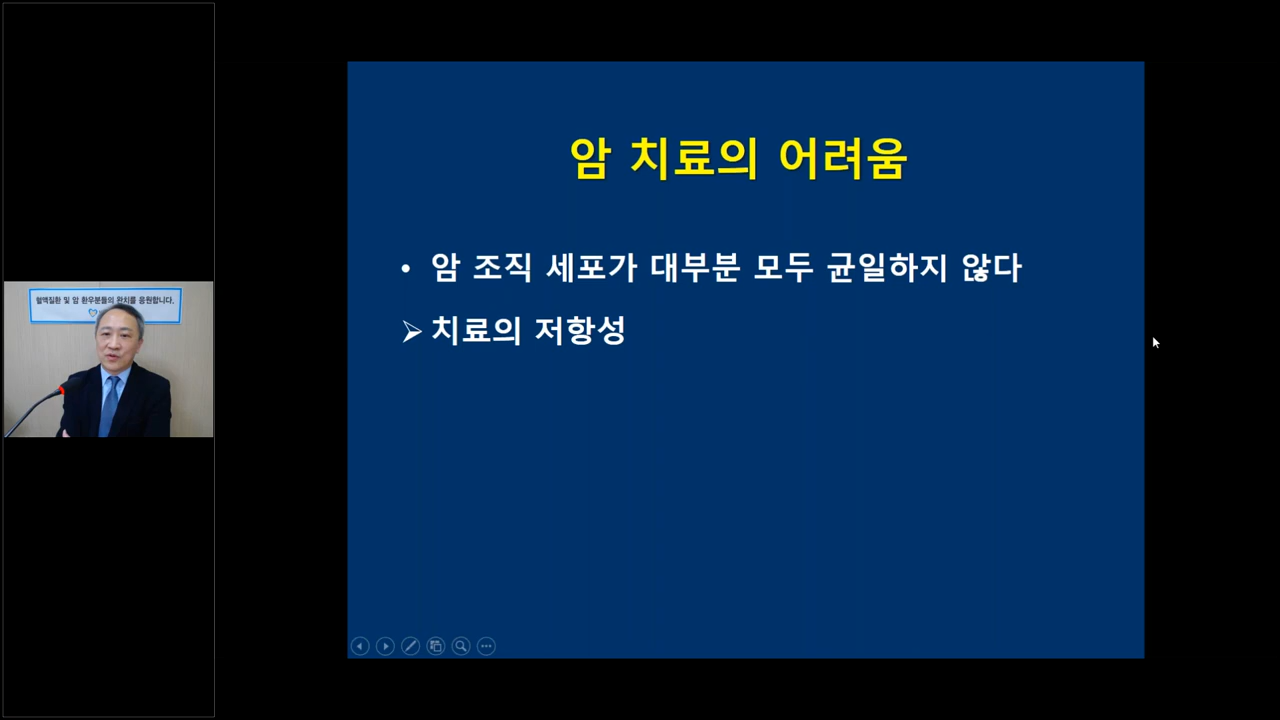 암 치료의 어려움
• 암 조직 세포가 대부분 모두 균일하지 않다
➢ 치료의 저항성
혈액질환 및 암 환우분들의 완치를 응원합니다.